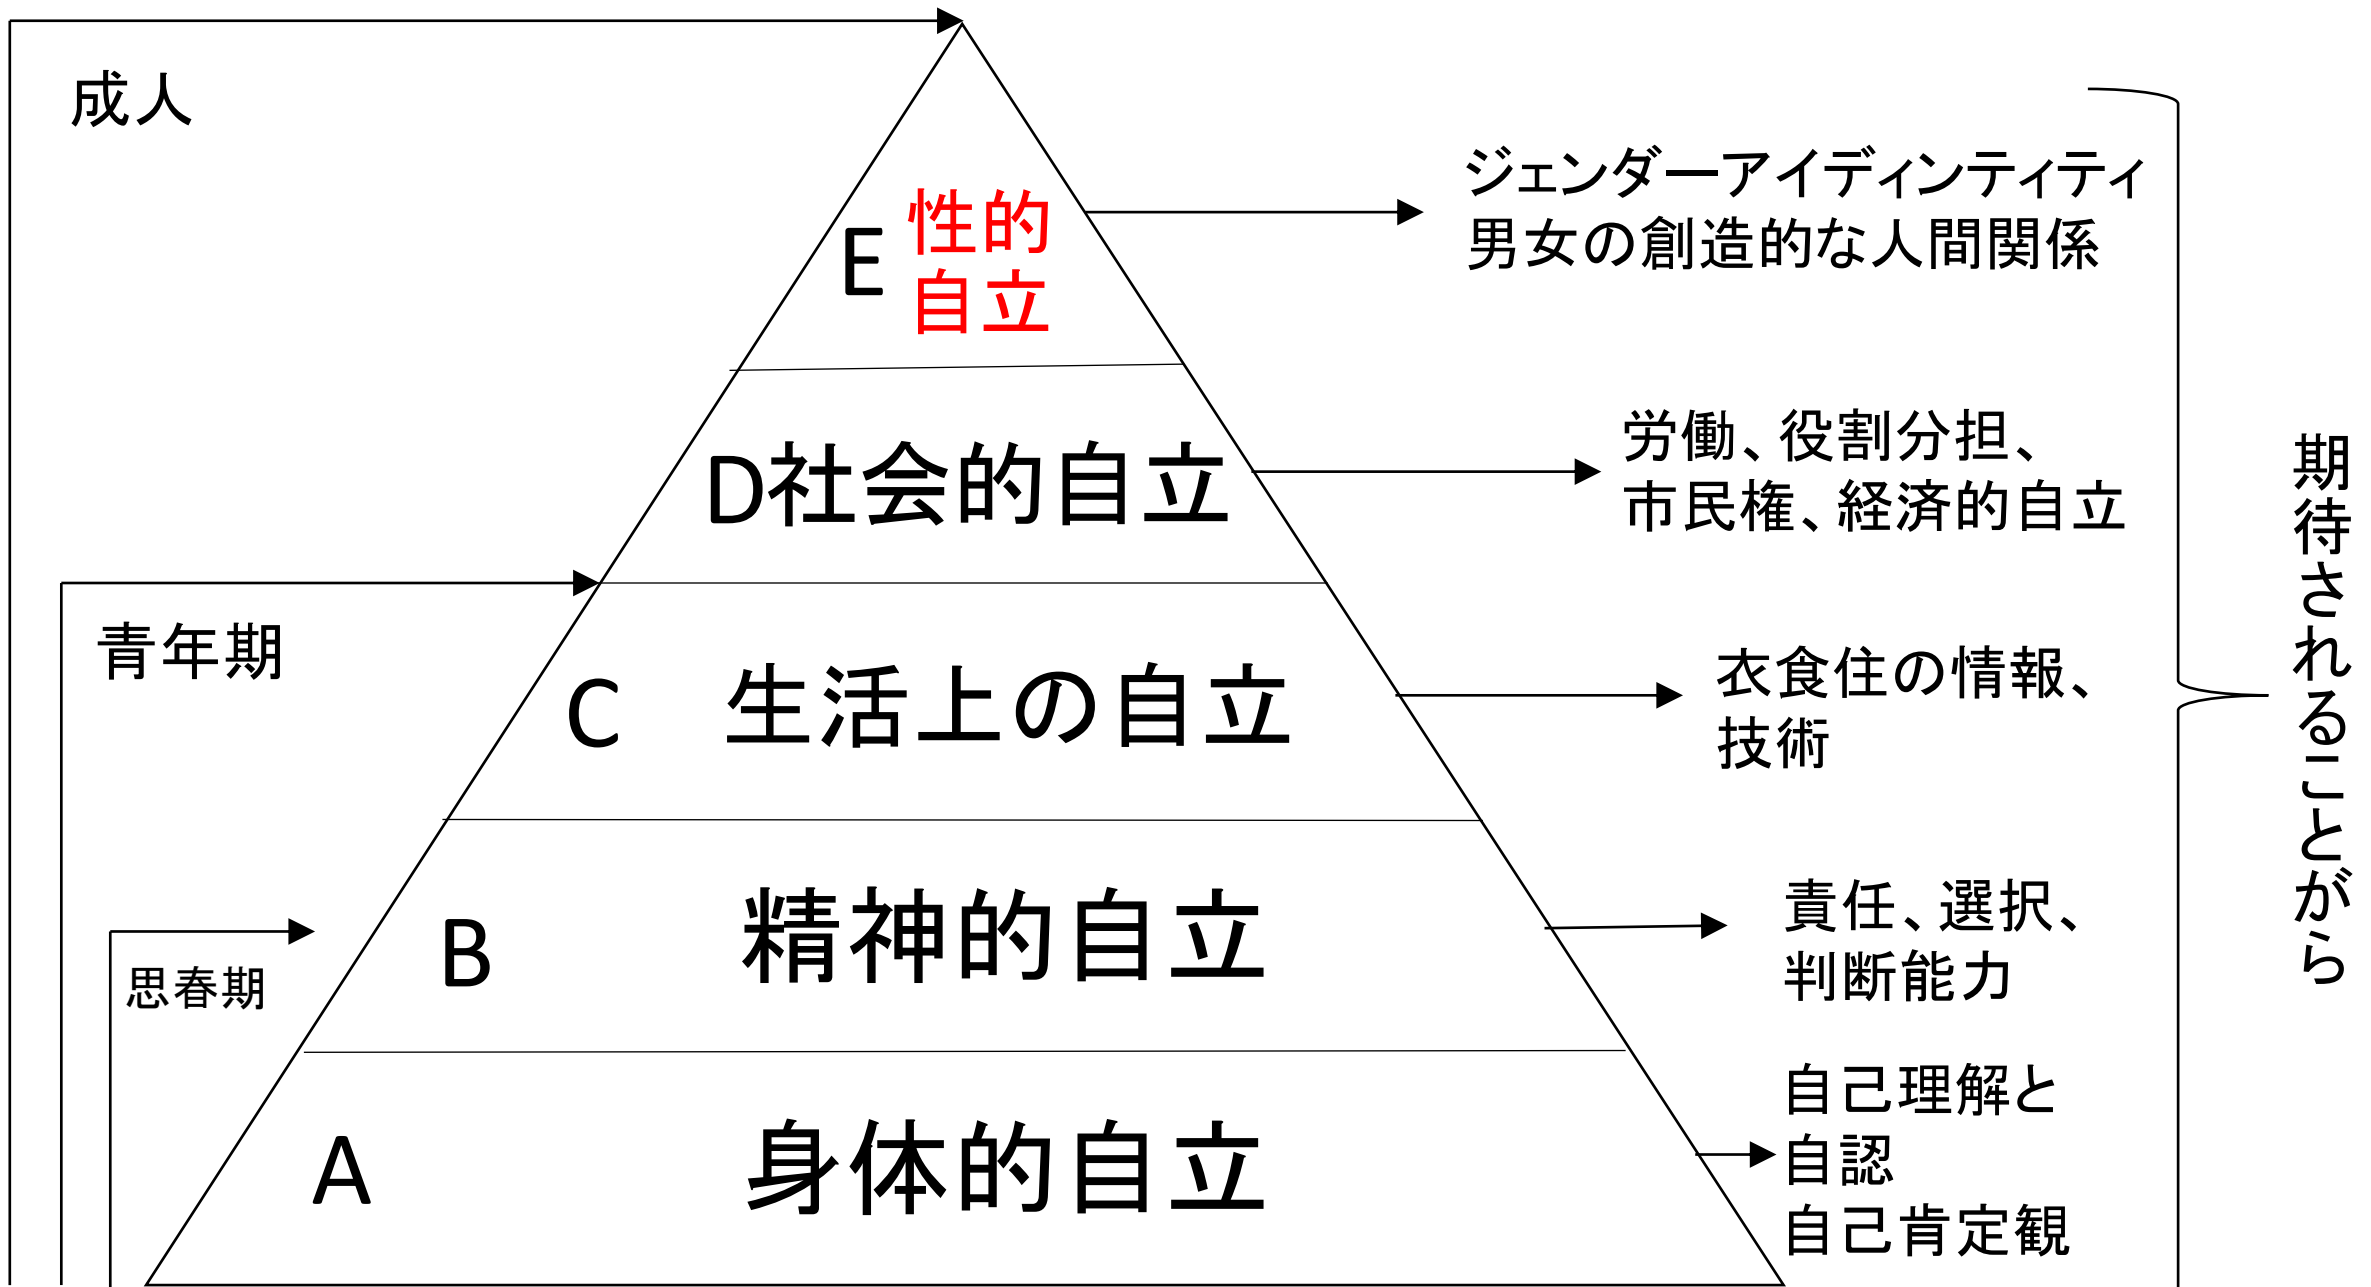 成人
ジェンダーアイディンティティ
男女の創造的な人間関係
E
性的
自立
労働、役割分担、
市民権、経済的自立
D社会的自立
期待されることがら
青年期
C 生活上の自立
衣食住の情報、
技術
B 精神的自立
責任、選択、
判断能力
思春期
A 身体的自立
自己理解と
自認
自己肯定観